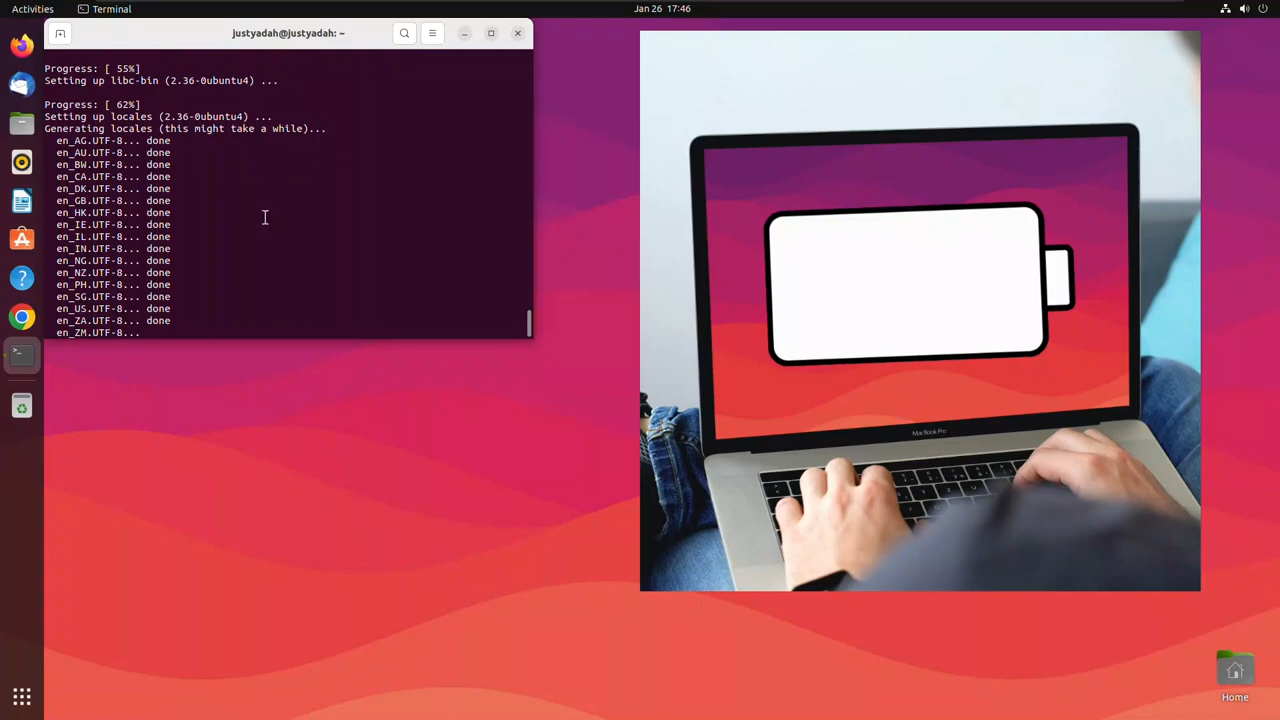 Activities
Terminal
Jan 26 17:46
justyadah@justyadah: ~
Progress: [ 55%]
Setting up libc-bin (2.36-0ubuntu4) ...
Progress: [ 62%]
Setting up locales (2.36-0ubuntu4) ...
Generating locales (this might take a while)...
en_AG.UTF-8... done
en_AU.UTF-8... done
en_BW.UTF-8... done
en_CA.UTF-8... done
en_DK.UTF-8... done
en_GB.UTF-8... done
en_HK.UTF-8... done
en_IE.UTF-8... done
en_IL.UTF-8... done
en_IN.UTF-8... done
en_NG.UTF-8... done
en_NZ.UTF-8... done
en_PH.UTF-8... done
en_SG.UTF-8... done
en_US.UTF-8... done
en_ZA.UTF-8... done
en_ZM.UTF-8...
MacBook Pro
Home